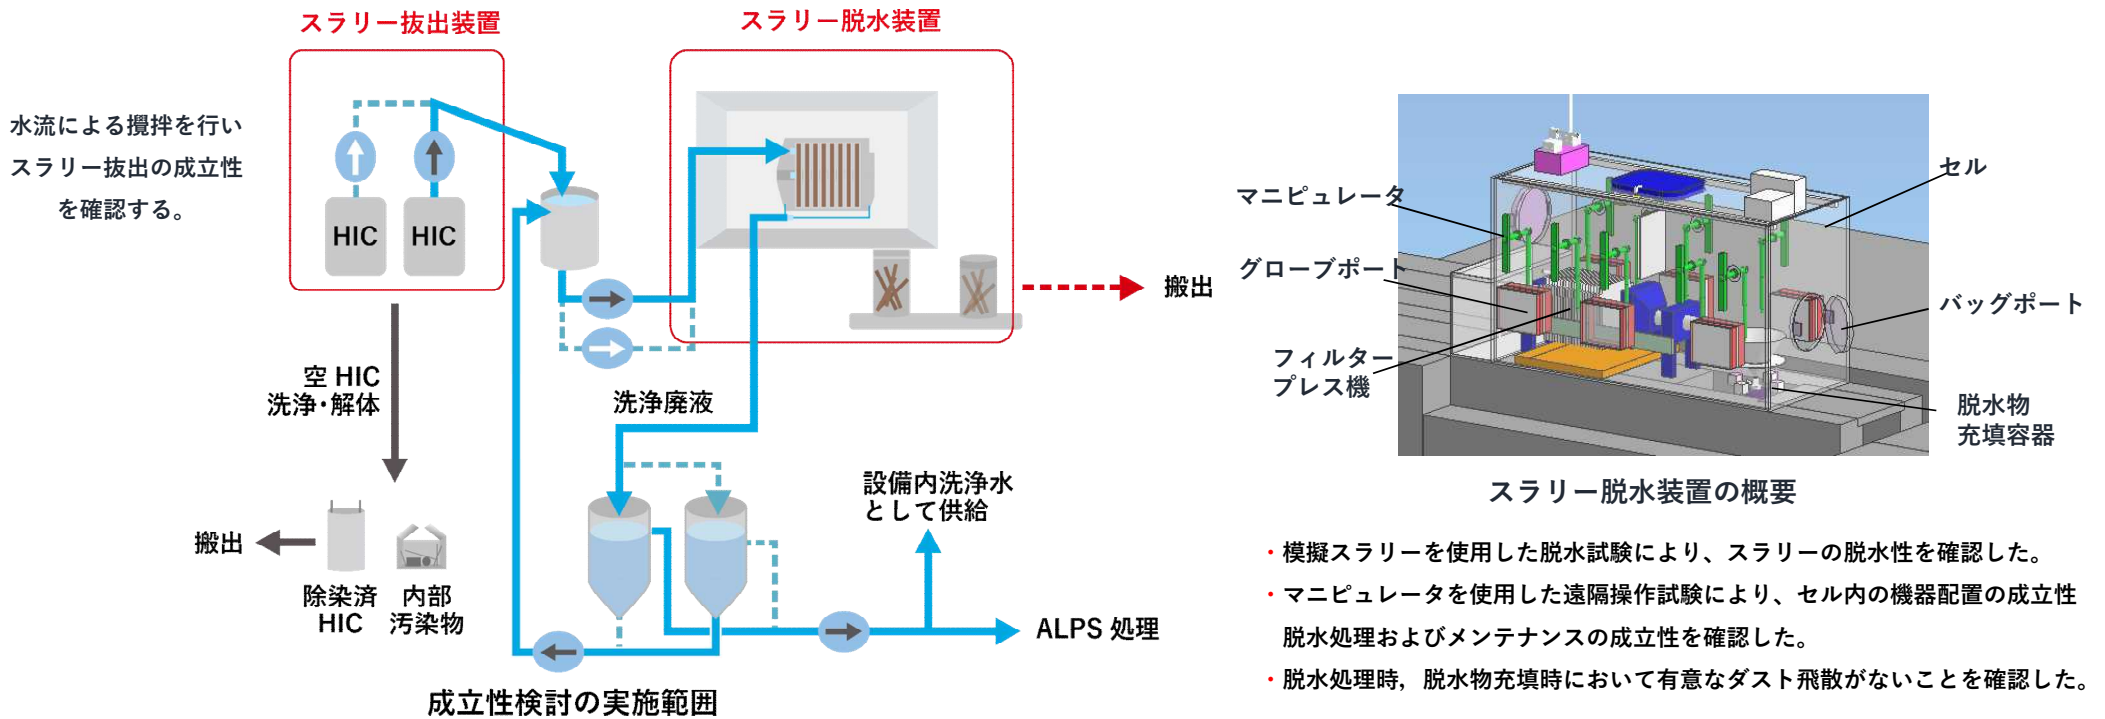 スラリー抜出装置
スラリー脱水装置
水流による攪拌を行い
スラリー抜出の成立性
を確認する。
HIC
HIC
搬出
空 HIC
洗浄・解体
洗浄廃液
設備内洗浄水
として供給
搬出
除染済
HIC
内部
汚染物
ALPS 処理
成立性検討の実施範囲
マニピュレータ
セル
グローブポート
バッグポート
フィルター
プレス機
脱水物
充填容器
スラリー脱水装置の概要
・模擬スラリーを使用した脱水試験により、スラリーの脱水性を確認した。
・マニピュレータを使用した遠隔操作試験により、セル内の機器配置の成立性
脱水処理およびメンテナンスの成立性を確認した。
・脱水処理時，脱水物充填時において有意なダスト飛散がないことを確認した。